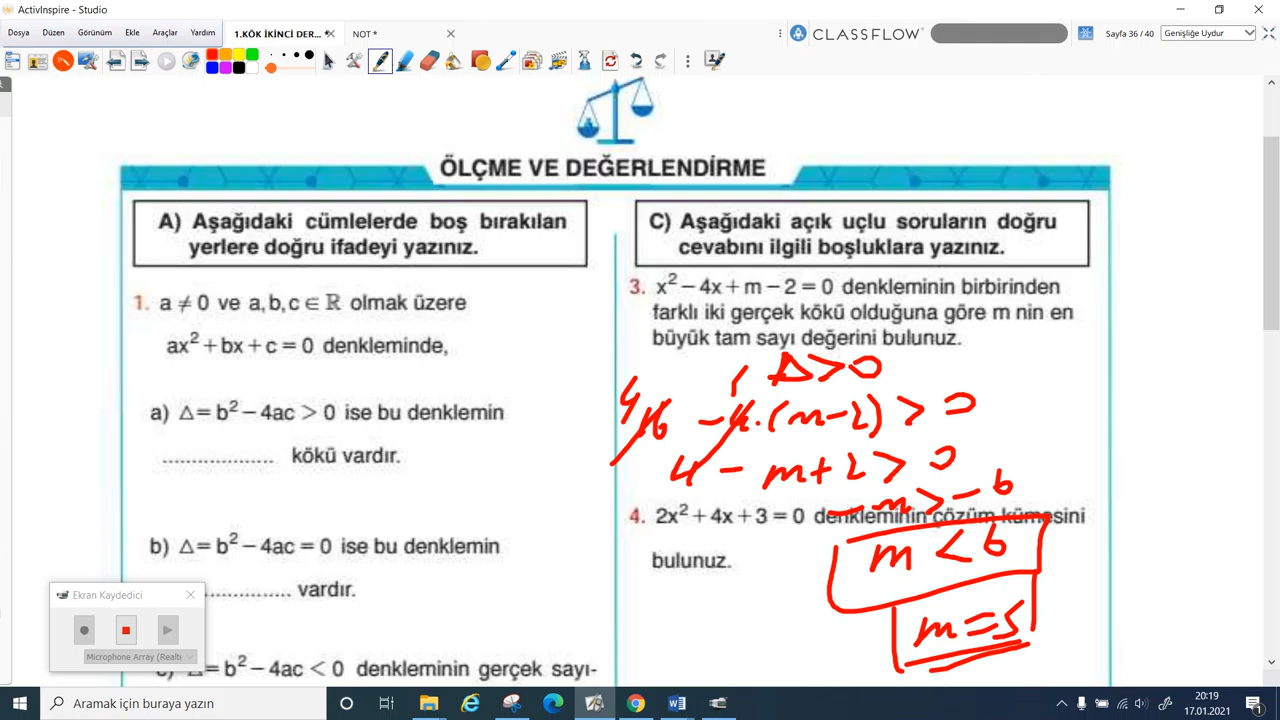 ActivInspire - Studio
Dosya Düzen Görünüm Ekle Araçlar Yardım
1.KÖK İKİNCİ DER...
NOT *
CLASSFLOW
Sayfa 36 / 40
Genişliğe Uydur
ÖLÇME VE DEĞERLENDİRME
A) Aşağıdaki cümlelerde boş bırakılan
yerlere doğru ifadeyi yazınız.
1. a ≠ 0 ve a, b, c ∈ ℝ olmak üzere
ax² + bx + c = 0 denkleminde,
a) Δ = b² − 4ac > 0 ise bu denklemin
................... kökü vardır.
b) Δ = b² − 4ac = 0 ise bu denklemin
.............. vardır.
Δ = b² − 4ac < 0 denkleminin gerçek sayı-
C) Aşağıdaki açık uçlu soruların doğru
cevabını ilgili boşluklara yazınız.
3. x² − 4x + m − 2 = 0 denkleminin birbirinden
farklı iki gerçek kökü olduğuna göre m nin en
büyük tam sayı değerini bulunuz.
Δ > 0
4 1
16 − 4.(m−2) > 0
4 − m + 2 > 0
− m > − 6
4. 2x² + 4x + 3 = 0 denkleminin çözüm kümesini
bulunuz.
m < 6
m = 5
Ekran Kaydedici
Microphone Array (Realte
Aramak için buraya yazın
20:19
17.01.2021